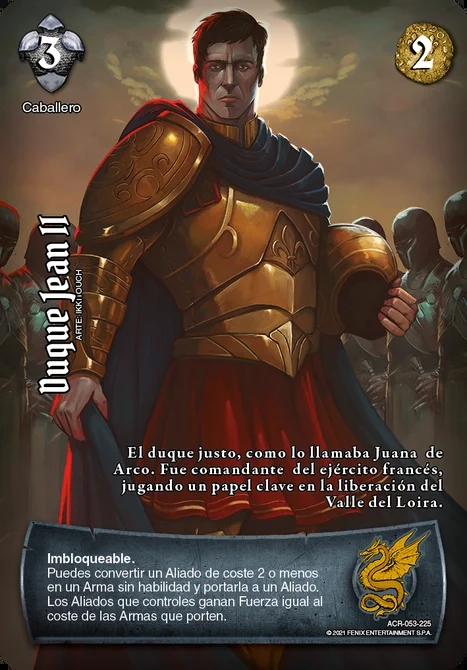 3
2
Caballero
Duque Jean II
ARTE: IKKITOUCH
El duque justo, como lo llamaba Juana de
Arco. Fue comandante del ejército francés,
jugando un papel clave en la liberación del
Valle del Loira.
Imbloqueable.
Puedes convertir un Aliado de coste 2 o menos
en un Arma sin habilidad y portarla a un Aliado.
Los Aliados que controles ganan Fuerza igual al
coste de las Armas que porten.
ACR-053-225
© 2021 FENIX ENTERTAINMENT S.P.A.